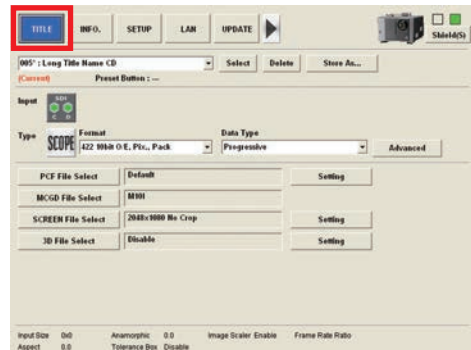 TITLE INFO. SETUP LAN UPDATE
Shield(S)
005* : Long Title Name CD Select Delete Store As...
(Current) Preset Button : ---
Input SDI
C D
Type SCOPE Format Data Type
422 10bit O/E, Plx., Pack Progressive Advanced
PCF File Select Default Setting
MCGD File Select M101
SCREEN File Select 2048x1080 No Crop Setting
3D File Select Disable Setting
Input Size 0x0 Anamorphic 0.0 Image Scaler Enable Frame Rate Ratio
Aspect 0.0 Tolerance Box Disable